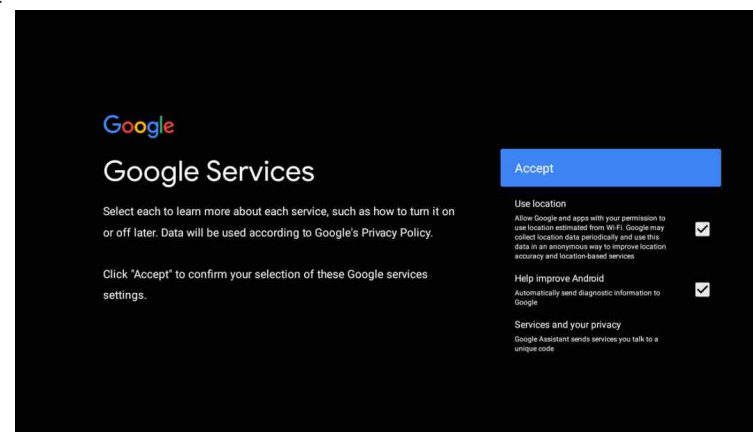 Google
Google Services
Select each to learn more about each service, such as how to turn it on
or off later. Data will be used according to Google's Privacy Policy.
Click "Accept" to confirm your selection of these Google services
settings.
Accept
Use location
Allow Google and apps with your permission to
use location estimated from Wi-Fi. Google may
collect location data periodically and use this
data in an anonymous way to improve location
accuracy and location-based services
Help improve Android
Automatically send diagnostic information to
Google
Services and your privacy
Google Assistant sends services you talk to a
unique code